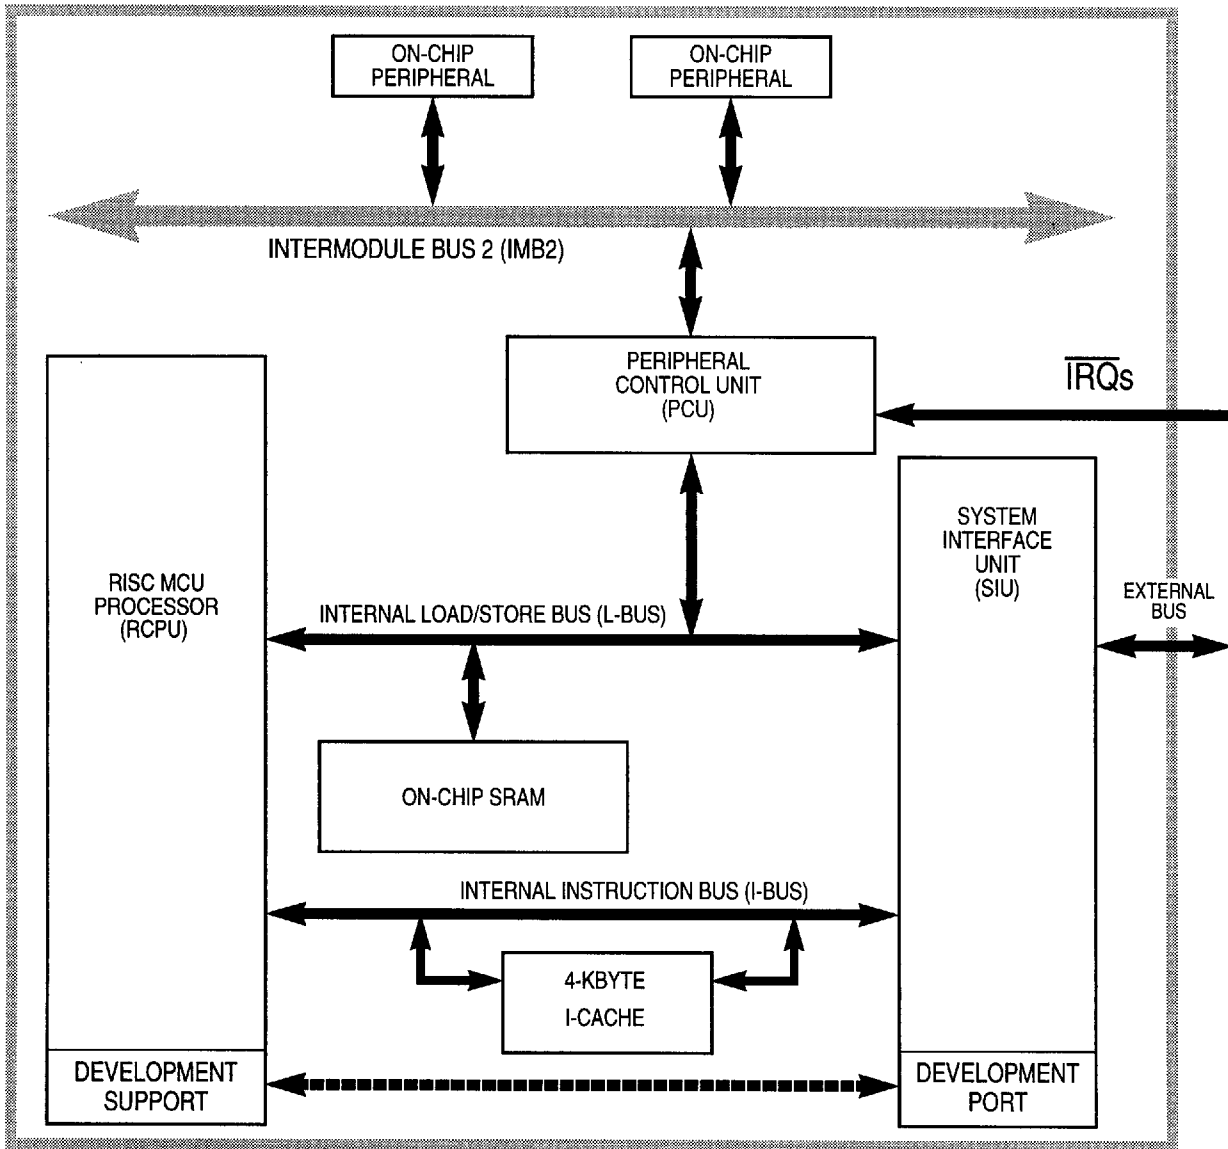 ON-CHIP
PERIPHERAL
ON-CHIP
PERIPHERAL
INTERMODULE BUS 2 (IMB2)
PERIPHERAL
CONTROL UNIT
(PCU)
IRQs
RISC MCU
PROCESSOR
(RCPU)
SYSTEM
INTERFACE
UNIT
(SIU)
EXTERNAL
BUS
INTERNAL LOAD/STORE BUS (L-BUS)
ON-CHIP SRAM
INTERNAL INSTRUCTION BUS (I-BUS)
4-KBYTE
I-CACHE
DEVELOPMENT
SUPPORT
DEVELOPMENT
PORT